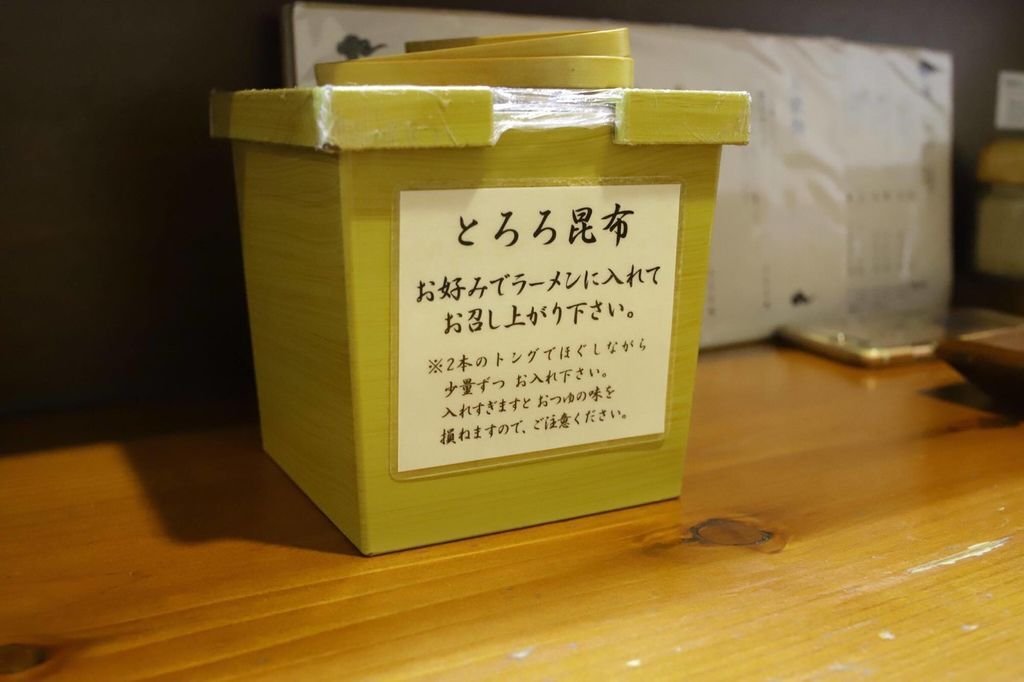 とろろ昆布
お好みでラーメンに入れて
お召し上がり下さい。
※2本のトングでほぐしながら
少量ずつ お入れ下さい。
入れすぎますと おつゆの味を
損ねますので、ご注意ください。